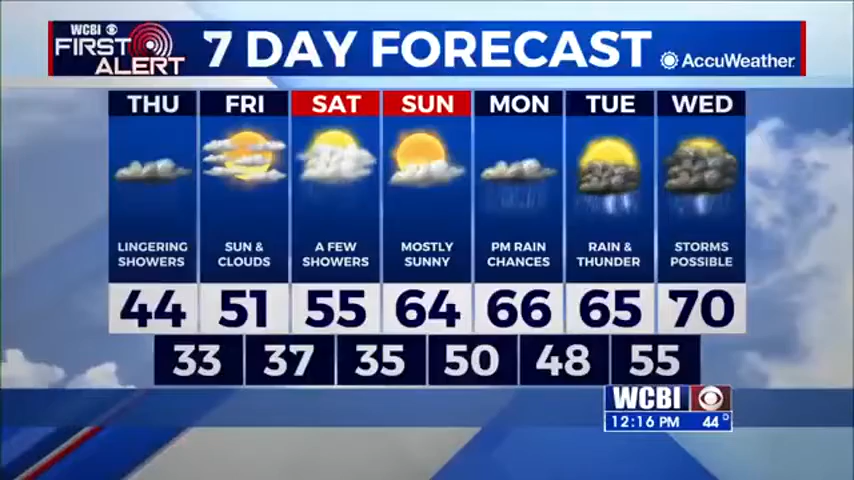 WCBI
FIRST
ALERT
7 DAY FORECAST
AccuWeather
THU FRI SAT SUN MON TUE WED
LINGERING SHOWERS
SUN & CLOUDS
A FEW SHOWERS
MOSTLY SUNNY
PM RAIN CHANCES
RAIN & THUNDER
STORMS POSSIBLE
44 51 55 64 66 65 70
33 37 35 50 48 55
WCBI
12:16 PM 44°